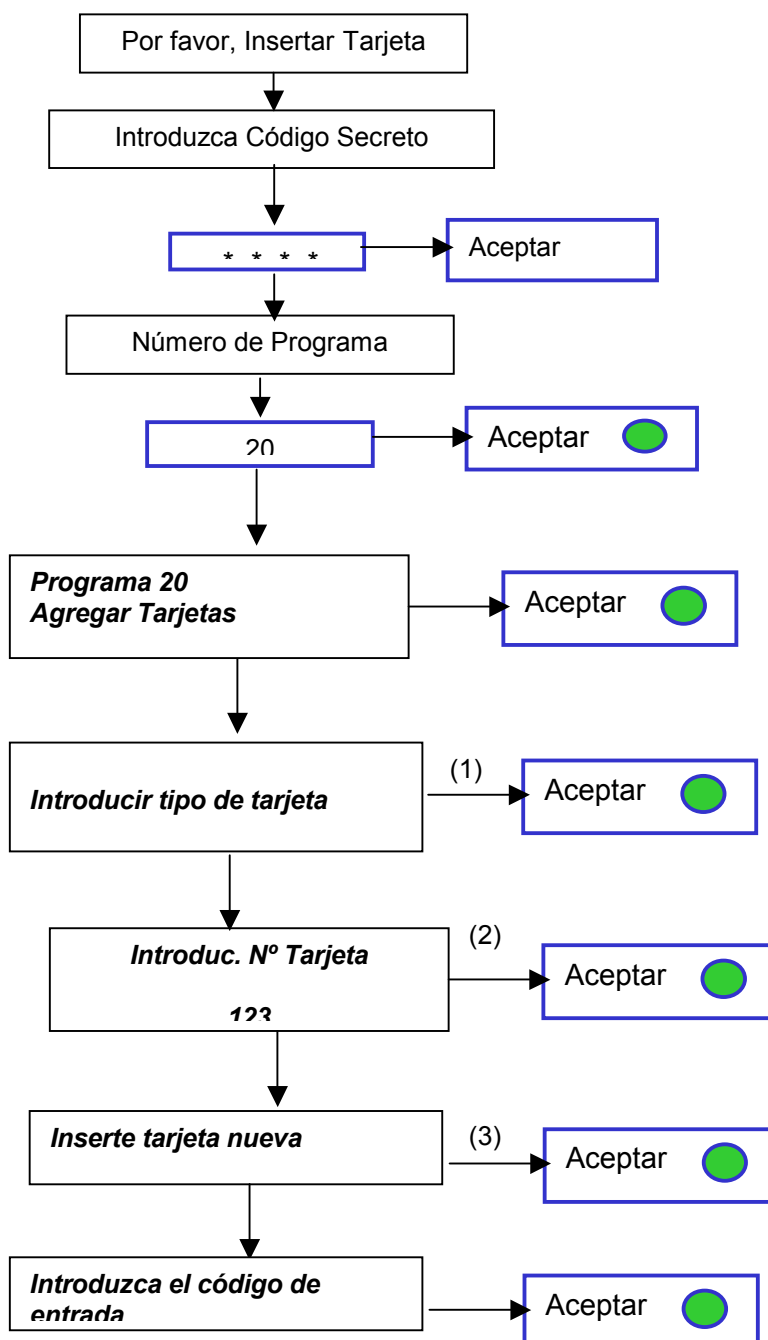 Por favor, Insertar Tarjeta
Introduzca Código Secreto
* * * *
Aceptar
Número de Programa
20
Aceptar
Programa 20
Agregar Tarjetas
Aceptar
Introducir tipo de tarjeta
(1)
Aceptar
Introduc. Nº Tarjeta
123
(2)
Aceptar
Inserte tarjeta nueva
(3)
Aceptar
Introduzca el código de
entrada
Aceptar